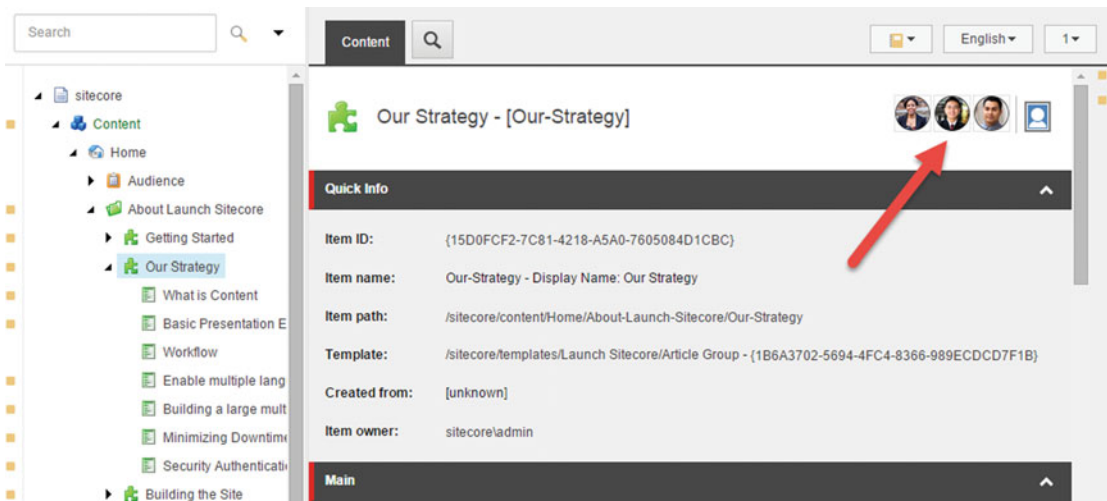 Search
Content
English
1
sitecore
Content
Home
Audience
About Launch Sitecore
Getting Started
Our Strategy
What is Content
Basic Presentation E
Workflow
Enable multiple lang
Building a large mult
Minimizing Downtime
Security Authenticati
Building the Site
Our Strategy - [Our-Strategy]
Quick Info
Item ID: {15D0FCF2-7C81-4218-A5A0-7605084D1CBC}
Item name: Our-Strategy - Display Name: Our Strategy
Item path: /sitecore/content/Home/About-Launch-Sitecore/Our-Strategy
Template: /sitecore/templates/Launch Sitecore/Article Group - {1B6A3702-5694-4FC4-8366-989ECDCD7F1B}
Created from: [unknown]
Item owner: sitecore\admin
Main